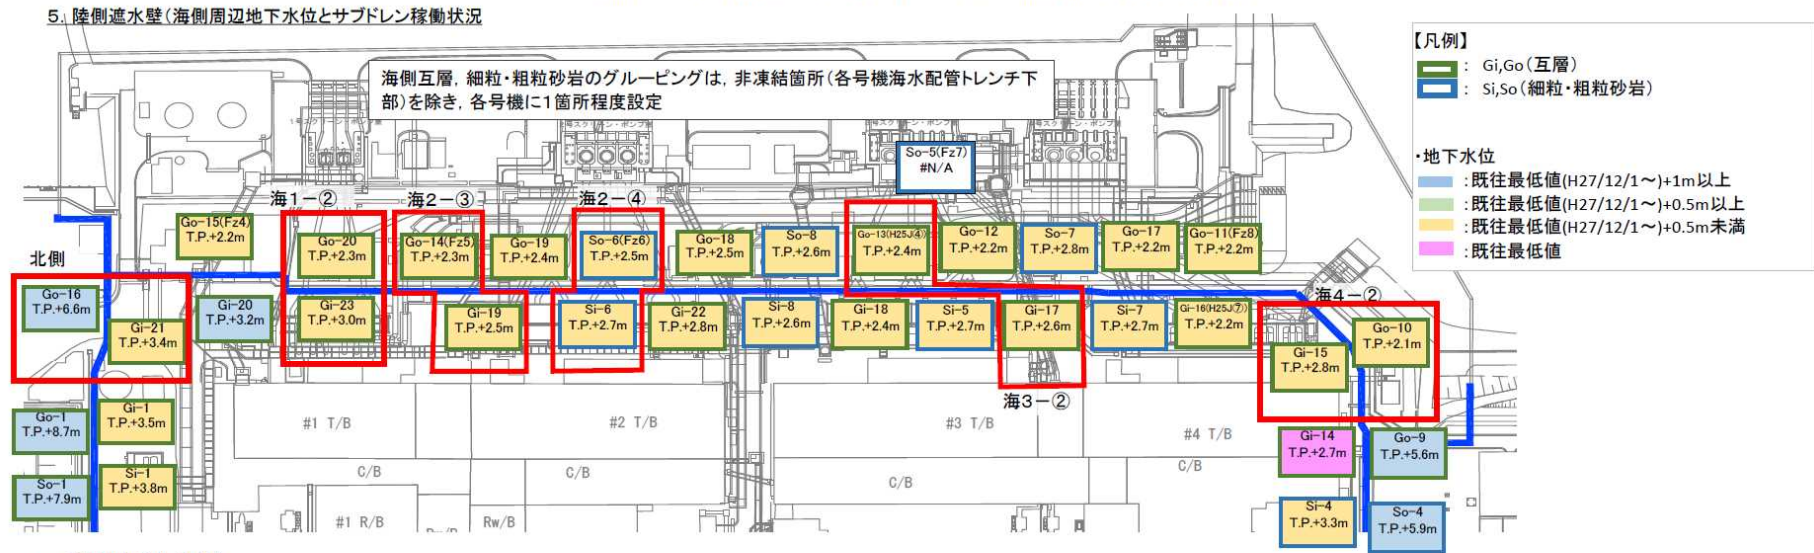 5. 陸側遮水壁(海側周辺地下水位とサブドレン稼働状況
海側互層，細粒・粗粒砂岩のグルーピングは，非凍結箇所(各号機海水配管トレンチ下
部)を除き，各号機に1箇所程度設定
【凡例】
： Gi,Go(互層)
： Si,So(細粒・粗粒砂岩)
・地下水位
：既往最低値(H27/12/1～)+1m以上
：既往最低値(H27/12/1～)+0.5m以上
：既往最低値(H27/12/1～)+0.5m未満
：既往最低値
So-5(Fz7)
#N/A
海1-②
海2-③
海2-④
Go-15(Fz4)
T.P.+2.2m
Go-20
T.P.+2.3m
Go-14(Fz5)
T.P.+2.3m
Go-19
T.P.+2.4m
So-6(Fz6)
T.P.+2.5m
Go-18
T.P.+2.5m
So-8
T.P.+2.6m
Go-13(H25J④)
T.P.+2.4m
Go-12
T.P.+2.2m
So-7
T.P.+2.8m
Go-17
T.P.+2.2m
Go-11(Fz8)
T.P.+2.2m
北側
Go-16
T.P.+6.6m
Gi-21
T.P.+3.4m
Gi-20
T.P.+3.2m
Gi-23
T.P.+3.0m
Gi-19
T.P.+2.5m
Si-6
T.P.+2.7m
Gi-22
T.P.+2.8m
Si-8
T.P.+2.6m
Gi-18
T.P.+2.4m
Si-5
T.P.+2.7m
Gi-17
T.P.+2.6m
Si-7
T.P.+2.7m
Gi-16(H25J⑦)
T.P.+2.2m
海4-②
Go-10
T.P.+2.1m
Gi-15
T.P.+2.8m
海3-②
Go-1
T.P.+8.7m
Gi-1
T.P.+3.5m
#1 T/B
#2 T/B
#3 T/B
#4 T/B
Gi-14
T.P.+2.7m
Go-9
T.P.+5.6m
So-1
T.P.+7.9m
Si-1
T.P.+3.8m
C/B
C/B
C/B
C/B
#1 R/B
Rw/B
Si-4
T.P.+3.3m
So-4
T.P.+5.9m